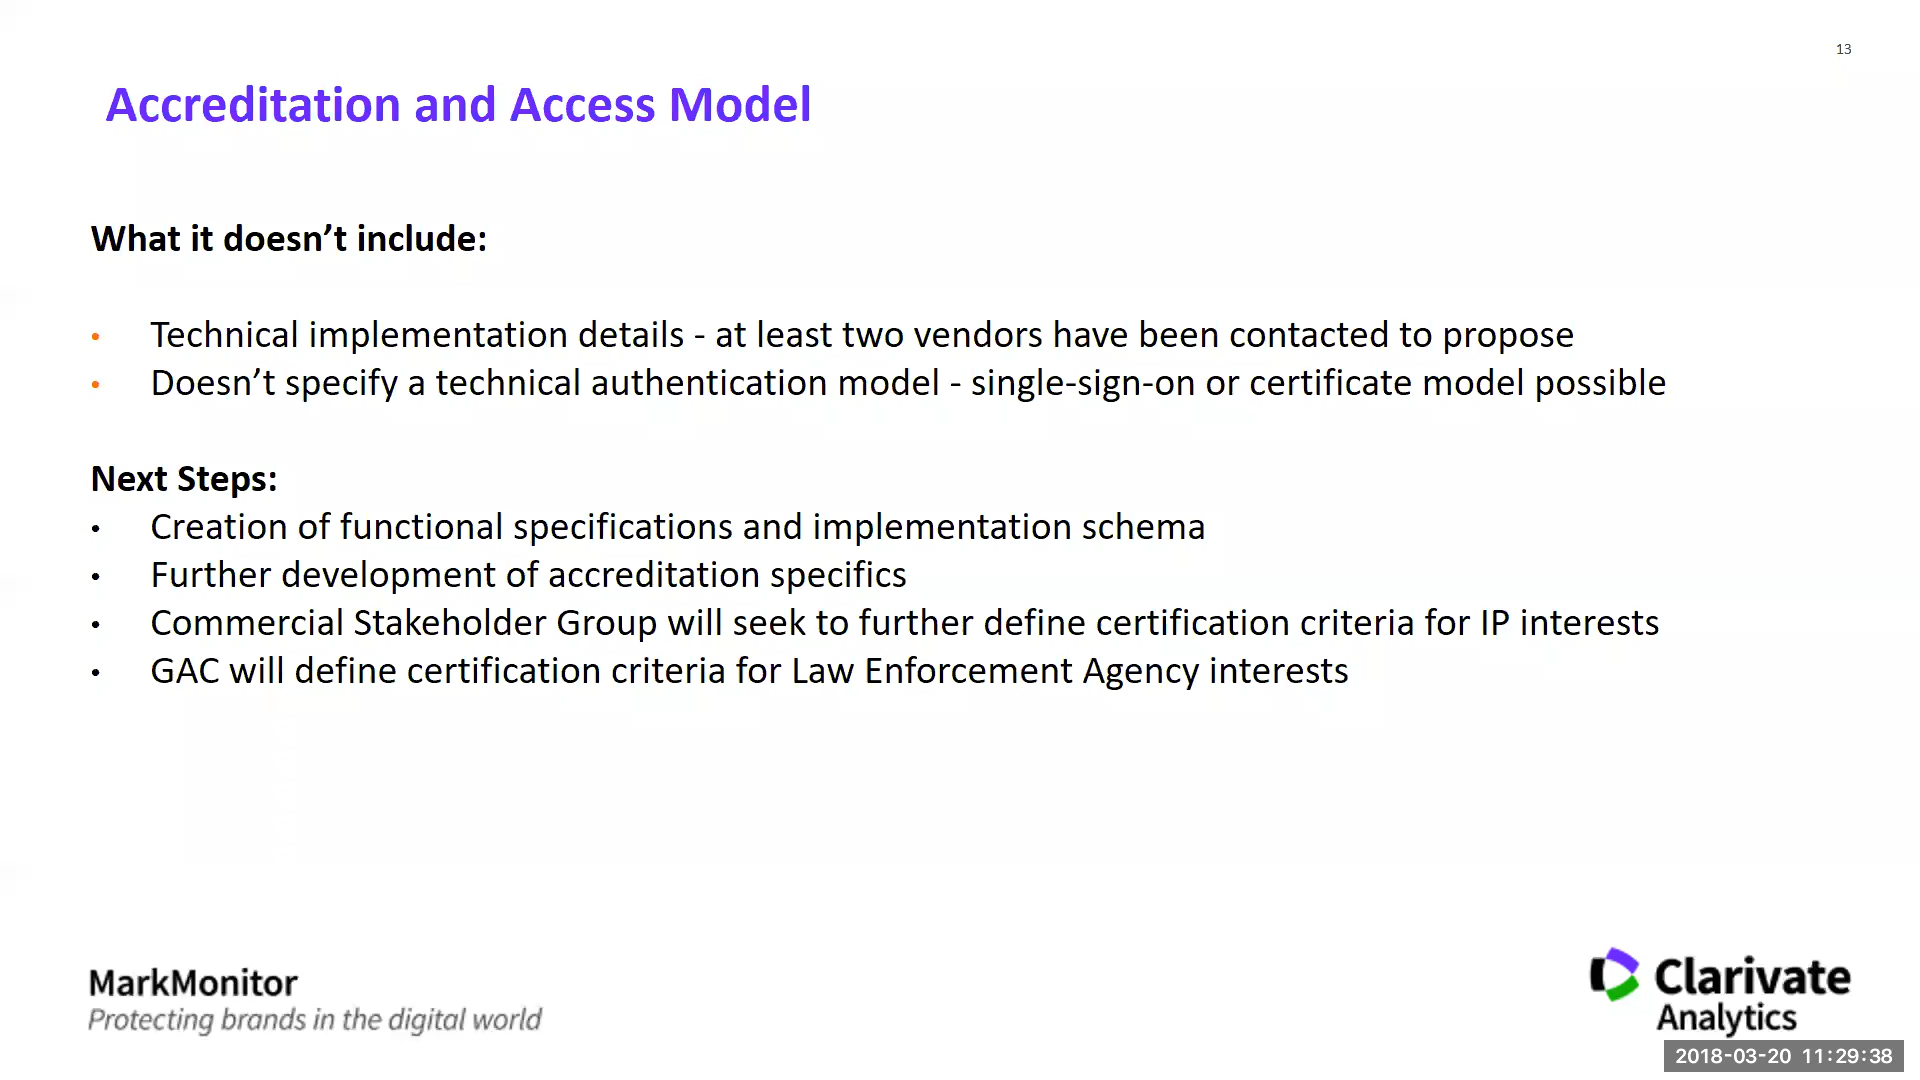 13
Accreditation and Access Model
What it doesn’t include:
• Technical implementation details - at least two vendors have been contacted to propose
• Doesn’t specify a technical authentication model - single-sign-on or certificate model possible
Next Steps:
• Creation of functional specifications and implementation schema
• Further development of accreditation specifics
• Commercial Stakeholder Group will seek to further define certification criteria for IP interests
• GAC will define certification criteria for Law Enforcement Agency interests
MarkMonitor
Protecting brands in the digital world
Clarivate
Analytics
2018-03-20 11:29:38